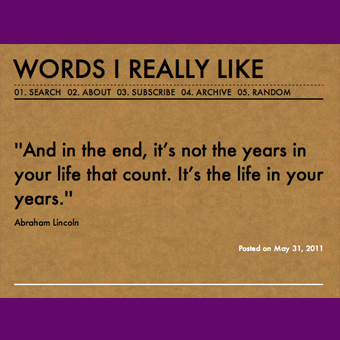 WORDS I REALLY LIKE
01. SEARCH 02. ABOUT 03. SUBSCRIBE 04. ARCHIVE 05. RANDOM
"And in the end, it's not the years in
your life that count. It's the life in your
years."
Abraham Lincoln
Posted on May 31, 2011